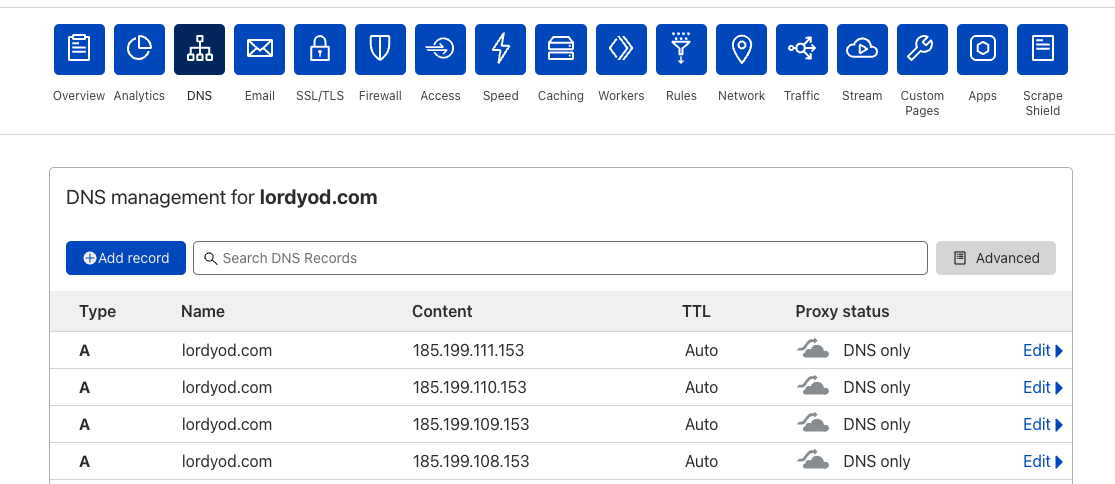 Overview Analytics DNS Email SSL/TLS Firewall Access Speed Caching Workers Rules Network Traffic Stream Custom Pages Apps Scrape Shield
DNS management for lordyod.com
Add record Search DNS Records Advanced
Type Name Content TTL Proxy status
A lordyod.com 185.199.111.153 Auto DNS only Edit
A lordyod.com 185.199.110.153 Auto DNS only Edit
A lordyod.com 185.199.109.153 Auto DNS only Edit
A lordyod.com 185.199.108.153 Auto DNS only Edit